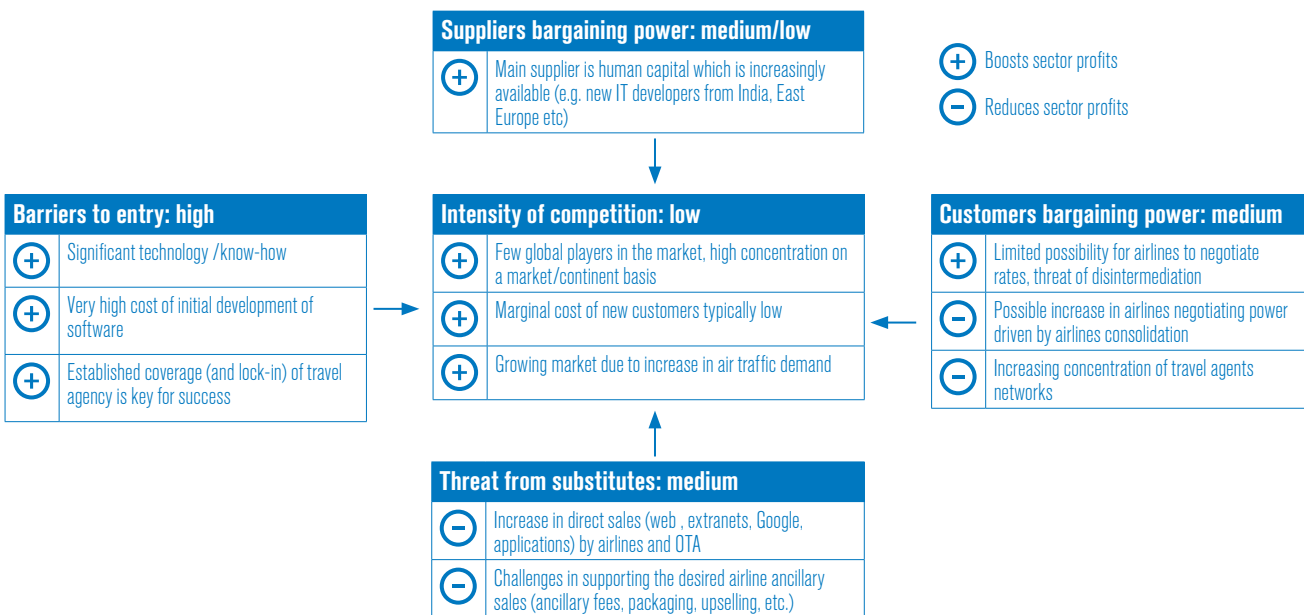 Suppliers bargaining power: medium/low
+
Main supplier is human capital which is increasingly
available (e.g. new IT developers from India, East
Europe etc)
+
Boosts sector profits
-
Reduces sector profits
Barriers to entry: high
+
Significant technology /know-how
+
Very high cost of initial development of
software
+
Established coverage (and lock-in) of travel
agency is key for success
Intensity of competition: low
+
Few global players in the market, high concentration on
a market/continent basis
+
Marginal cost of new customers typically low
+
Growing market due to increase in air traffic demand
Customers bargaining power: medium
+
Limited possibility for airlines to negotiate
rates, threat of disintermediation
-
Possible increase in airlines negotiating power
driven by airlines consolidation
-
Increasing concentration of travel agents
networks
Threat from substitutes: medium
-
Increase in direct sales (web , extranets, Google,
applications) by airlines and OTA
-
Challenges in supporting the desired airline ancillary
sales (ancillary fees, packaging, upselling, etc.)